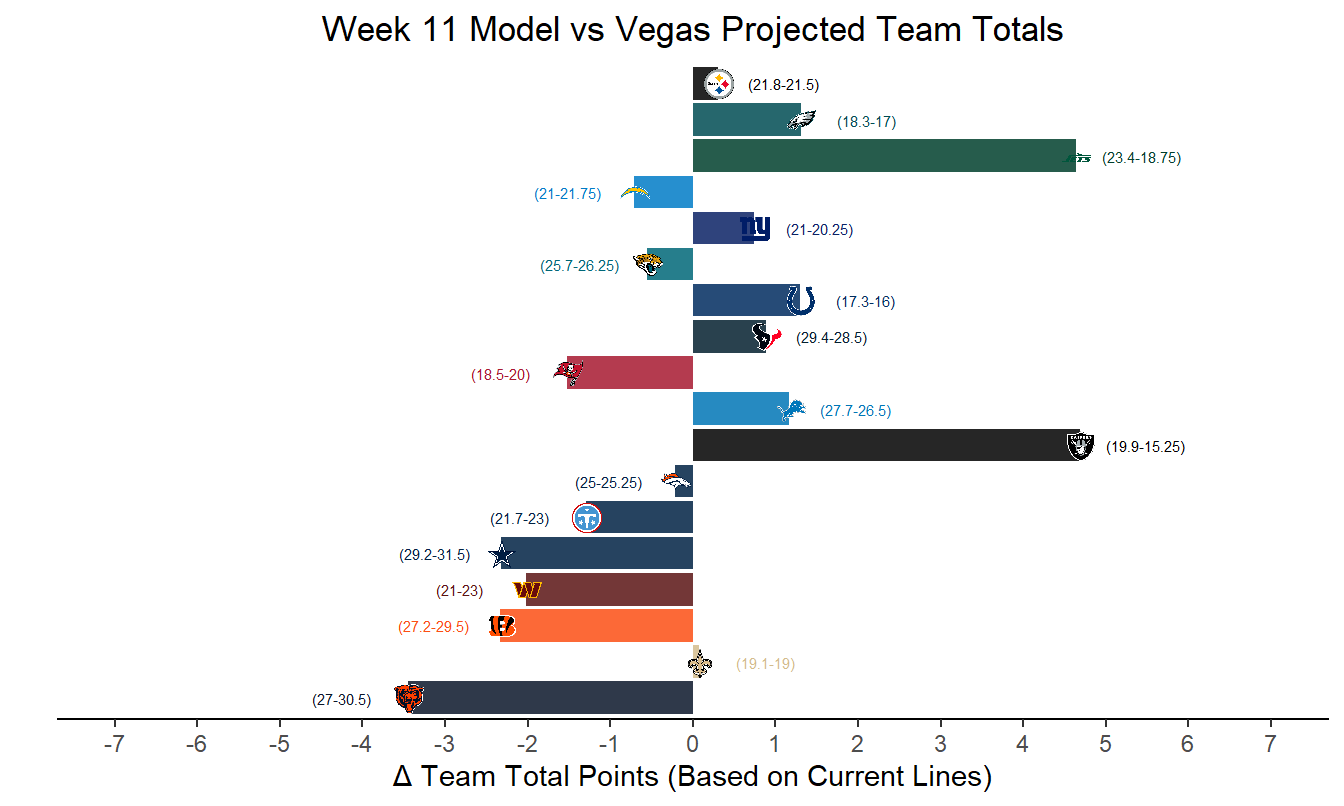 Week 11 Model vs Vegas Projected Team Totals
(21.8-21.5)
(18.3-17)
JETS
(23.4-18.75)
(21-21.75)
ny
(21-20.25)
(25.7-26.25)
(17.3-16)
(29.4-28.5)
(18.5-20)
(27.7-26.5)
RAIDERS
(19.9-15.25)
(25-25.25)
T
(21.7-23)
(29.2-31.5)
W
(21-23)
B
(27.2-29.5)
(19.1-19)
(27-30.5)
-7 -6 -5 -4 -3 -2 -1 0 1 2 3 4 5 6 7
Δ Team Total Points (Based on Current Lines)